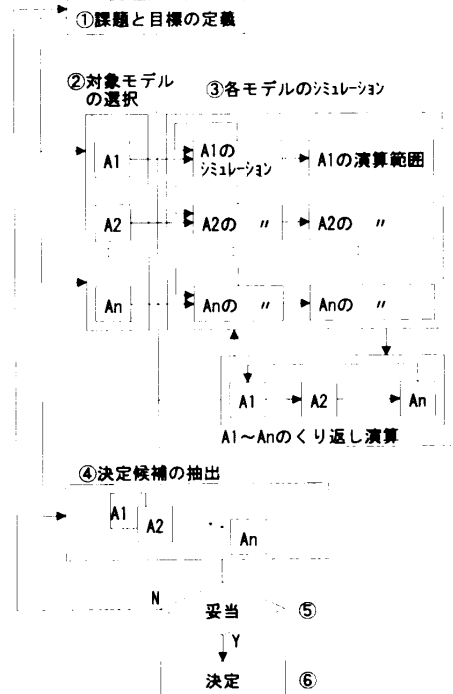 ①課題と目標の定義
②対象モデル
の選択
③各モデルのシミュレーション
A1
A1の
シミュレーション
A1の演算範囲
A2
A2の 〃
A2の 〃
An
Anの 〃
Anの 〃
A1
A2
An
A1～Anのくり返し演算
④決定候補の抽出
A1
A2
‥
An
N
妥当
⑤
Y
決定
⑥